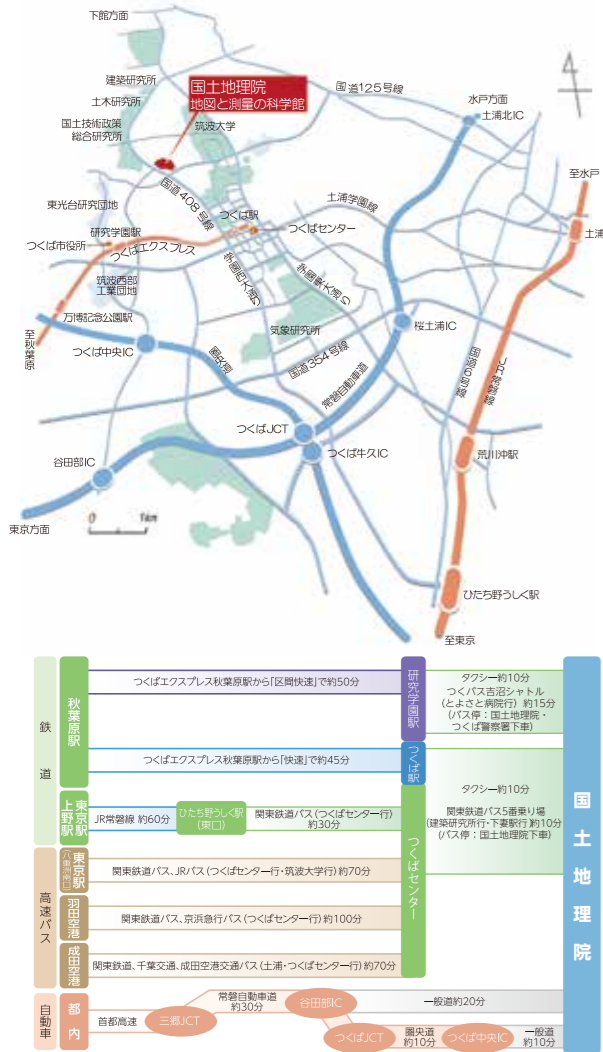 下館方面
建築研究所
土木研究所
国土技術政策
総合研究所
国土地理院
地図と測量の科学館
筑波大学
国道125号線
水戸方面
土浦北IC
至水戸
土浦
東光台研究団地
国道408号線
つくば駅
土浦学園線
研究学園駅
つくば市役所
つくばエクスプレス
つくばセンター
筑波西部
工業団地
学園西大通り
学園東大通り
万博記念公園駅
至秋葉原
つくば中央IC
気象研究所
桜土浦IC
圏央道
国道354号線
常磐自動車道
国道6号線
JR常磐線
つくばJCT
つくば牛久IC
谷田部IC
荒川沖駅
東京方面
0 1km
ひたち野うしく駅
至東京
鉄道
秋葉原駅
つくばエクスプレス秋葉原駅から「区間快速」で約50分
研究学園駅
タクシー約10分
つくバス吉沼シャトル
(とよさと病院行) 約15分
(バス停:国土地理院・
つくば警察署下車)
つくばエクスプレス秋葉原駅から「快速」で約45分
つくば駅
タクシー約10分
関東鉄道バス5番乗り場
(建築研究所行・下妻駅行)約10分
(バス停:国土地理院下車)
東京駅
上野駅
JR常磐線 約60分
ひたち野うしく駅
(東口)
関東鉄道バス(つくばセンター行)
約30分
つくばセンター
国土地理院
高速バス
東京駅
八重洲南口
関東鉄道バス、JRバス(つくばセンター行・筑波大学行)約70分
羽田空港
関東鉄道バス、京浜急行バス(つくばセンター行)約100分
成田空港
関東鉄道、千葉交通、成田空港交通バス(土浦・つくばセンター行)約70分
自動車
都内
首都高速
三郷JCT
常磐自動車道
約30分
谷田部IC
一般道約20分
つくばJCT
圏央道
約10分
つくば中央IC
一般道
約10分